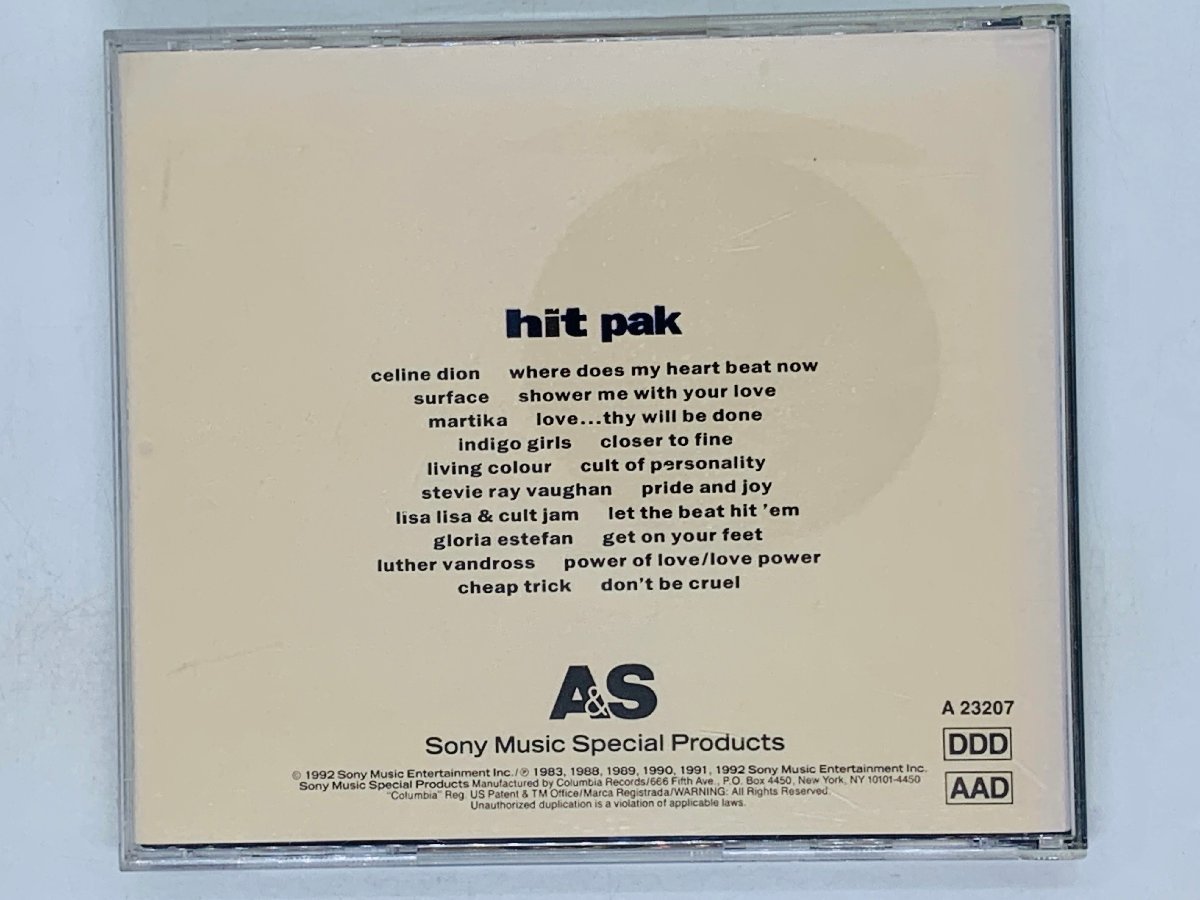 hit pak
celine dion where does my heart beat now
surface shower me with your love
martika love...thy will be done
indigo girls closer to fine
living colour cult of personality
stevie ray vaughan pride and joy
lisa lisa & cult jam let the beat hit 'em
gloria estefan get on your feet
luther vandross power of love/love power
cheap trick don't be cruel
A&S
Sony Music Special Products
A 23207
DDD
AAD
© 1992 Sony Music Entertainment Inc./℗ 1983, 1988, 1989, 1990, 1991, 1992 Sony Music Entertainment Inc.
Sony Music Special Products Manufactured by Columbia Records/666 Fifth Ave., P.O. Box 4450, New York, NY 10101-4450
"Columbia" Reg. US Patent & TM Office/Marca Registrada/WARNING: All Rights Reserved.
Unauthorized duplication is a violation of applicable laws.